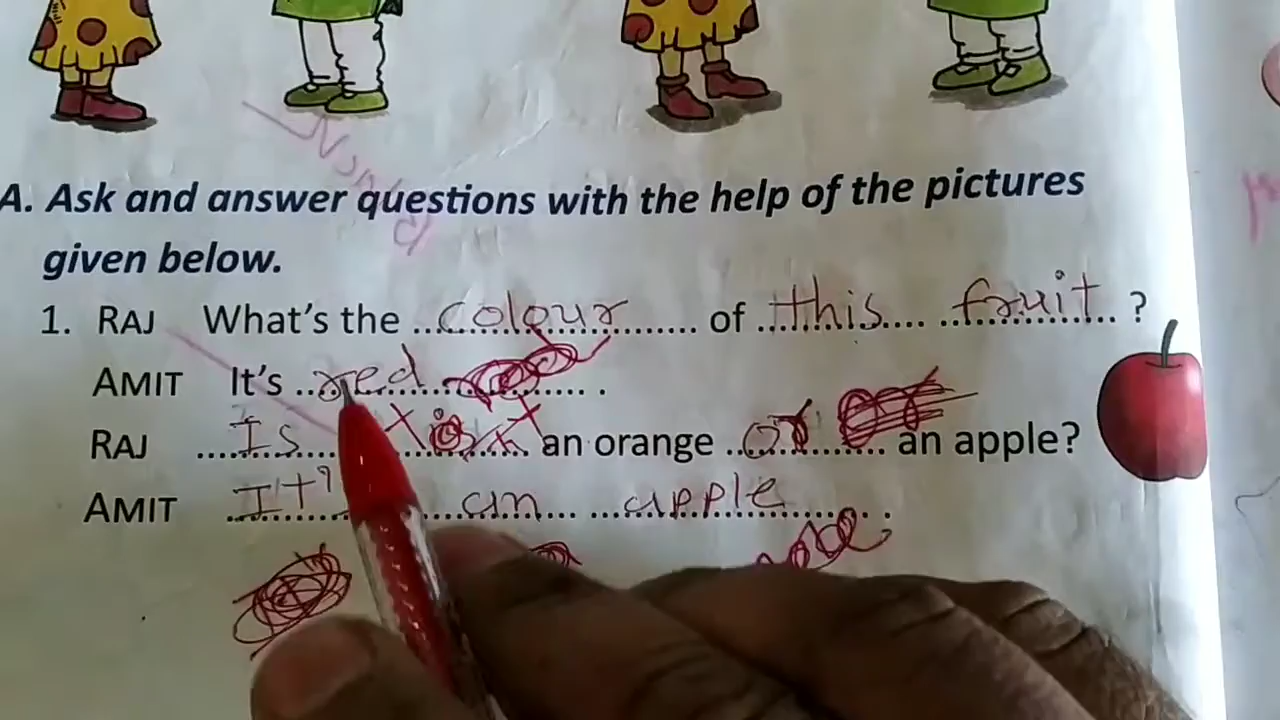 A. Ask and answer questions with the help of the pictures
given below.
1. RAJ What's the colour of this fruit ?
AMIT It's red .
RAJ Is an orange or an apple?
AMIT It' an apple .